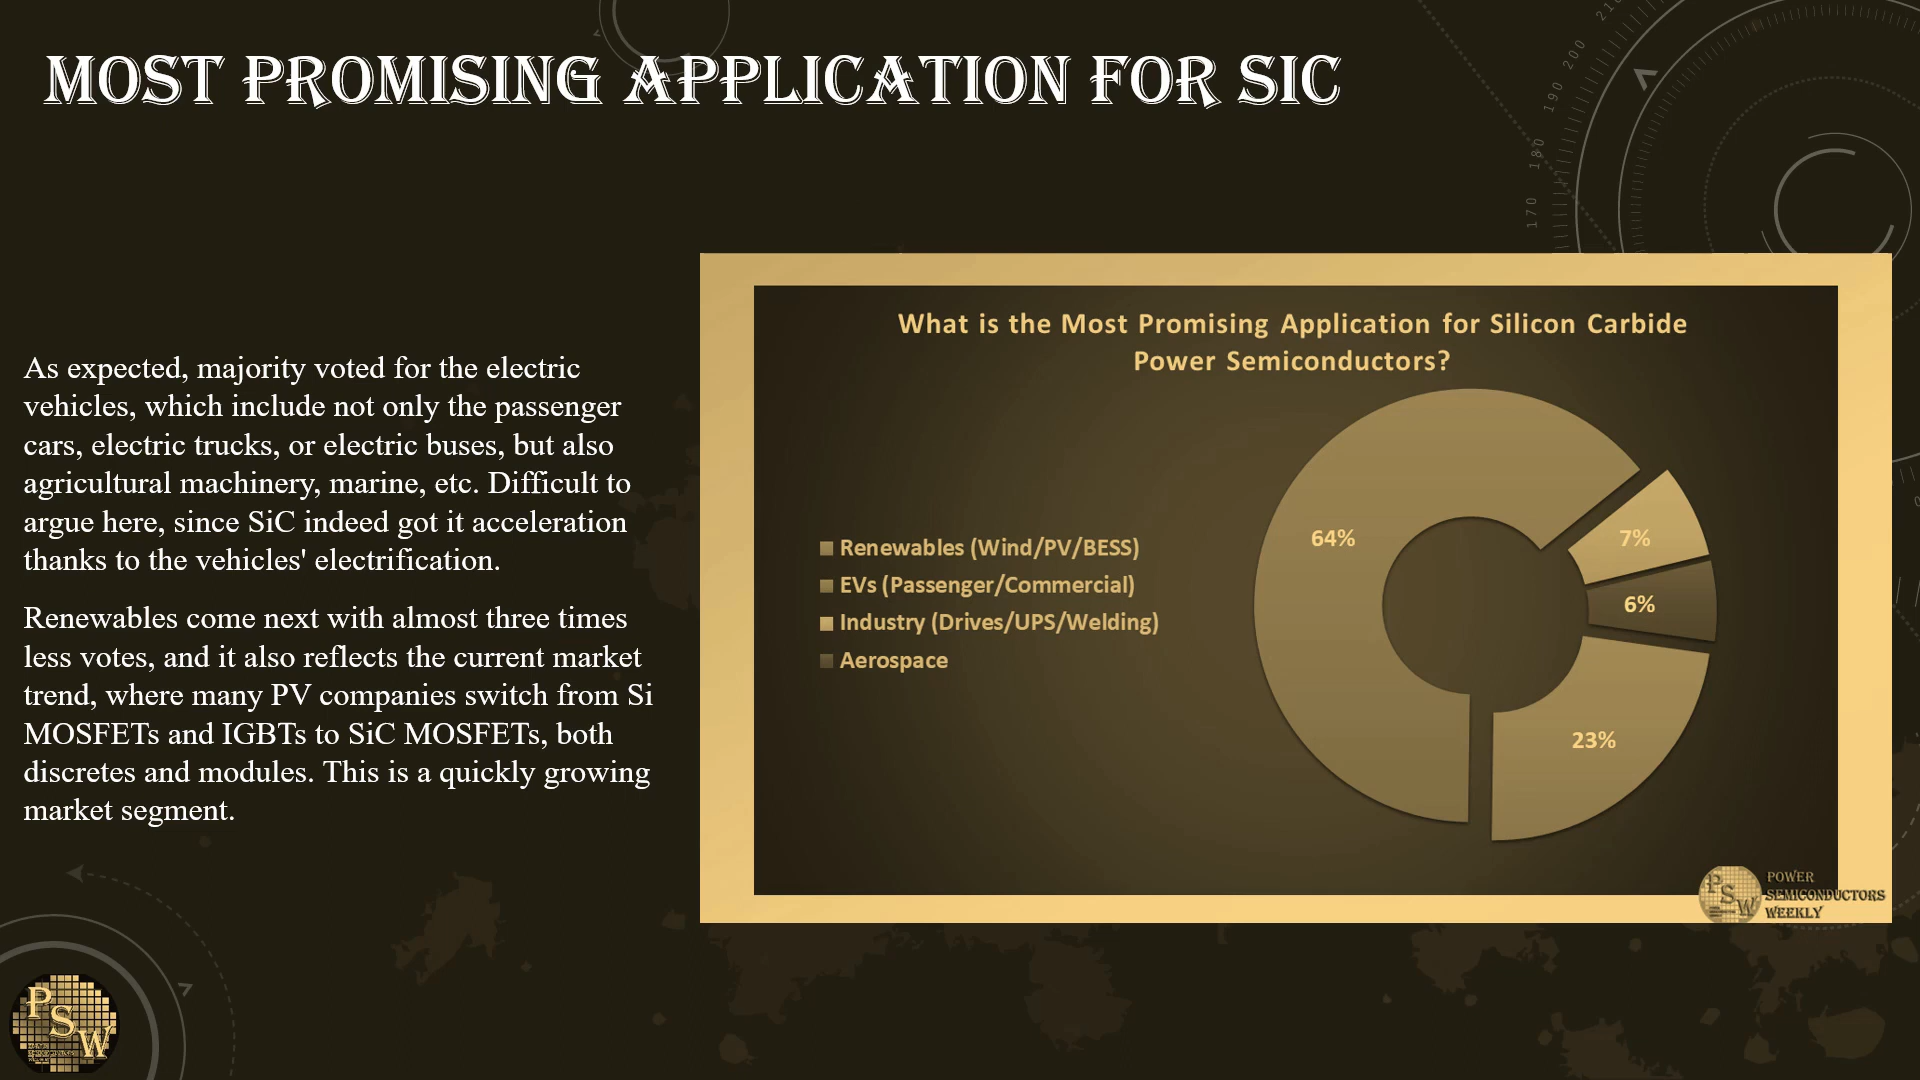 MOST PROMISING APPLICATION FOR SIC
As expected, majority voted for the electric
vehicles, which include not only the passenger
cars, electric trucks, or electric buses, but also
agricultural machinery, marine, etc. Difficult to
argue here, since SiC indeed got it acceleration
thanks to the vehicles' electrification.
Renewables come next with almost three times
less votes, and it also reflects the current market
trend, where many PV companies switch from Si
MOSFETs and IGBTs to SiC MOSFETs, both
discretes and modules. This is a quickly growing
market segment.
What is the Most Promising Application for Silicon Carbide
Power Semiconductors?
Renewables (Wind/PV/BESS)
EVs (Passenger/Commercial)
Industry (Drives/UPS/Welding)
Aerospace
64%
7%
6%
23%
PSW
POWER
SEMICONDUCTORS
WEEKLY
PSW
170
180
190
200